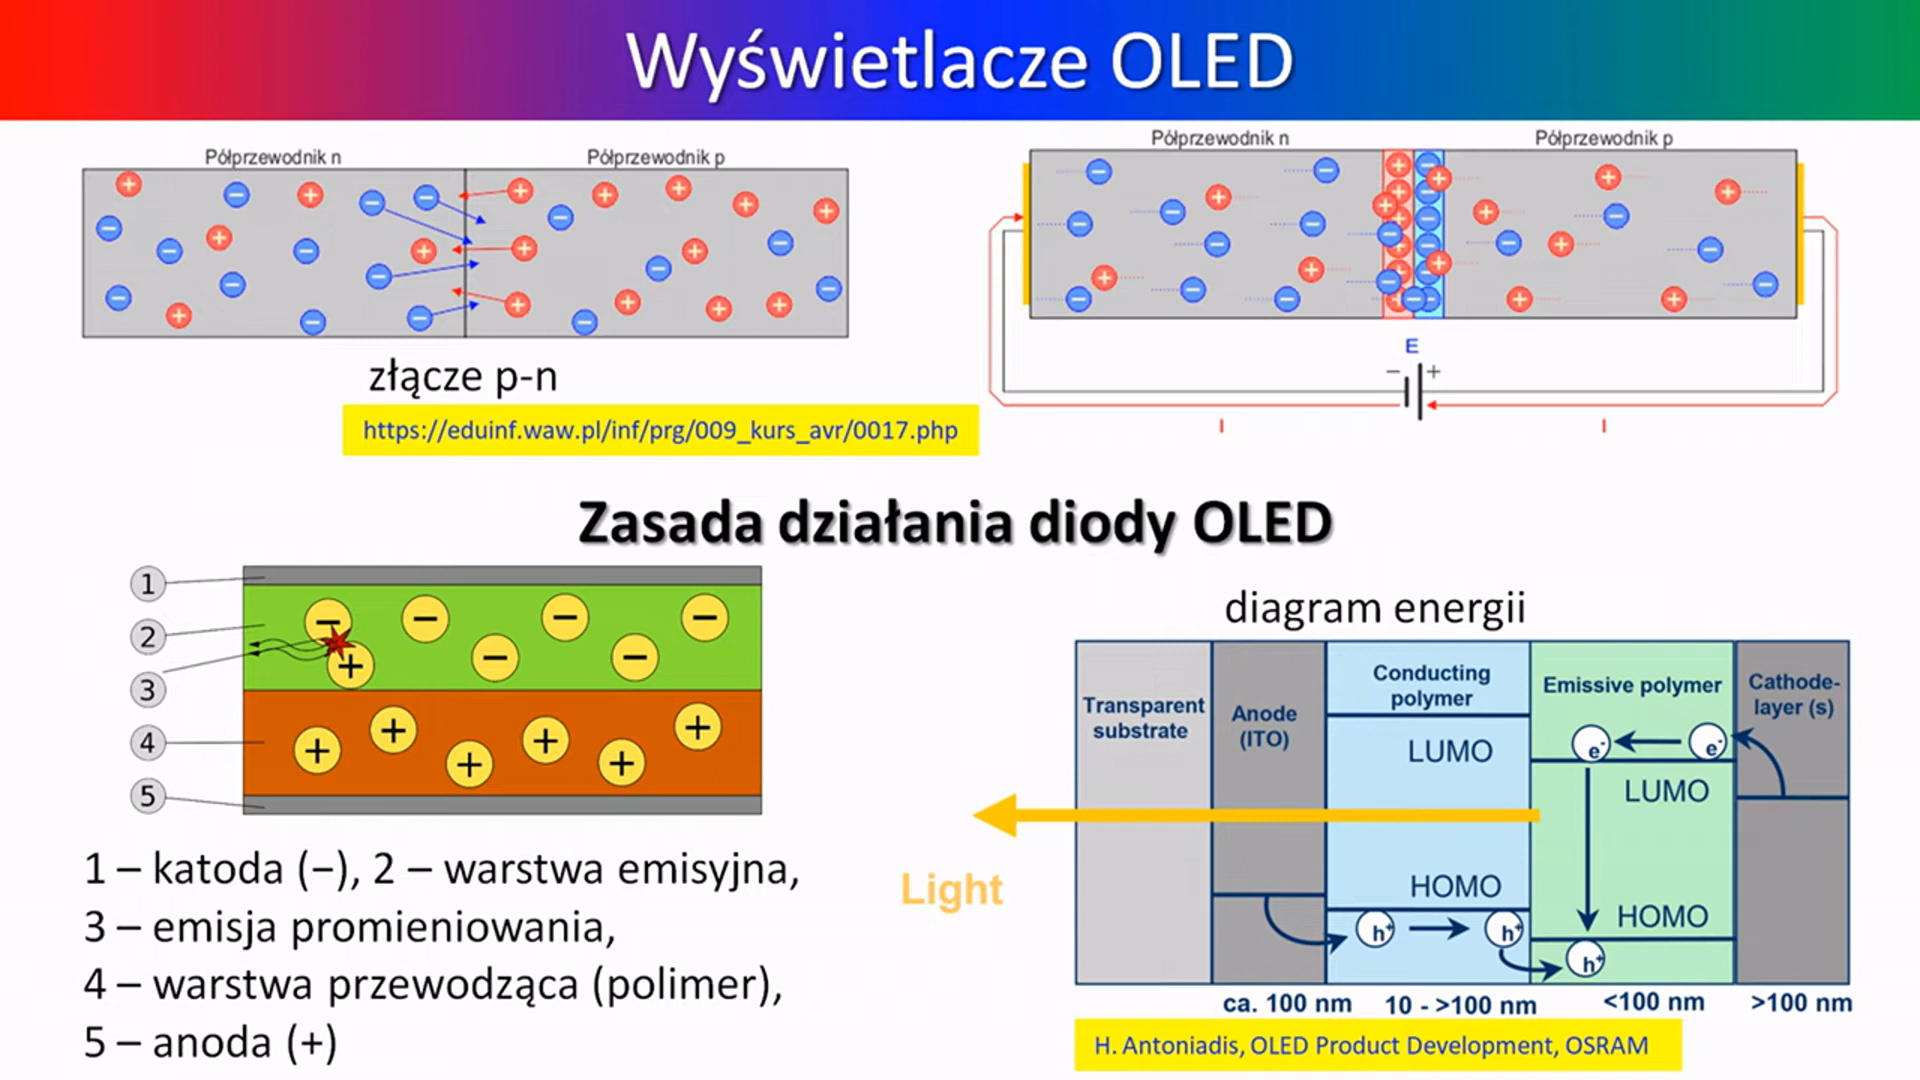 Wyświetlacze OLED
Półprzewodnik n
Półprzewodnik p
złącze p-n
https://eduinf.waw.pl/inf/prg/009_kurs_avr/0017.php
Półprzewodnik n
Półprzewodnik p
E
− +
I
I
Zasada działania diody OLED
1
2
3
4
5
1 – katoda (−), 2 – warstwa emisyjna,
3 – emisja promieniowania,
4 – warstwa przewodząca (polimer),
5 – anoda (+)
diagram energii
Transparent
substrate
Anode
(ITO)
Conducting
polymer
LUMO
HOMO
h⁺
h⁺
Emissive polymer
e⁻
e⁻
LUMO
HOMO
h⁺
Cathode-
layer (s)
Light
ca. 100 nm
10 - >100 nm
<100 nm
>100 nm
H. Antoniadis, OLED Product Development, OSRAM